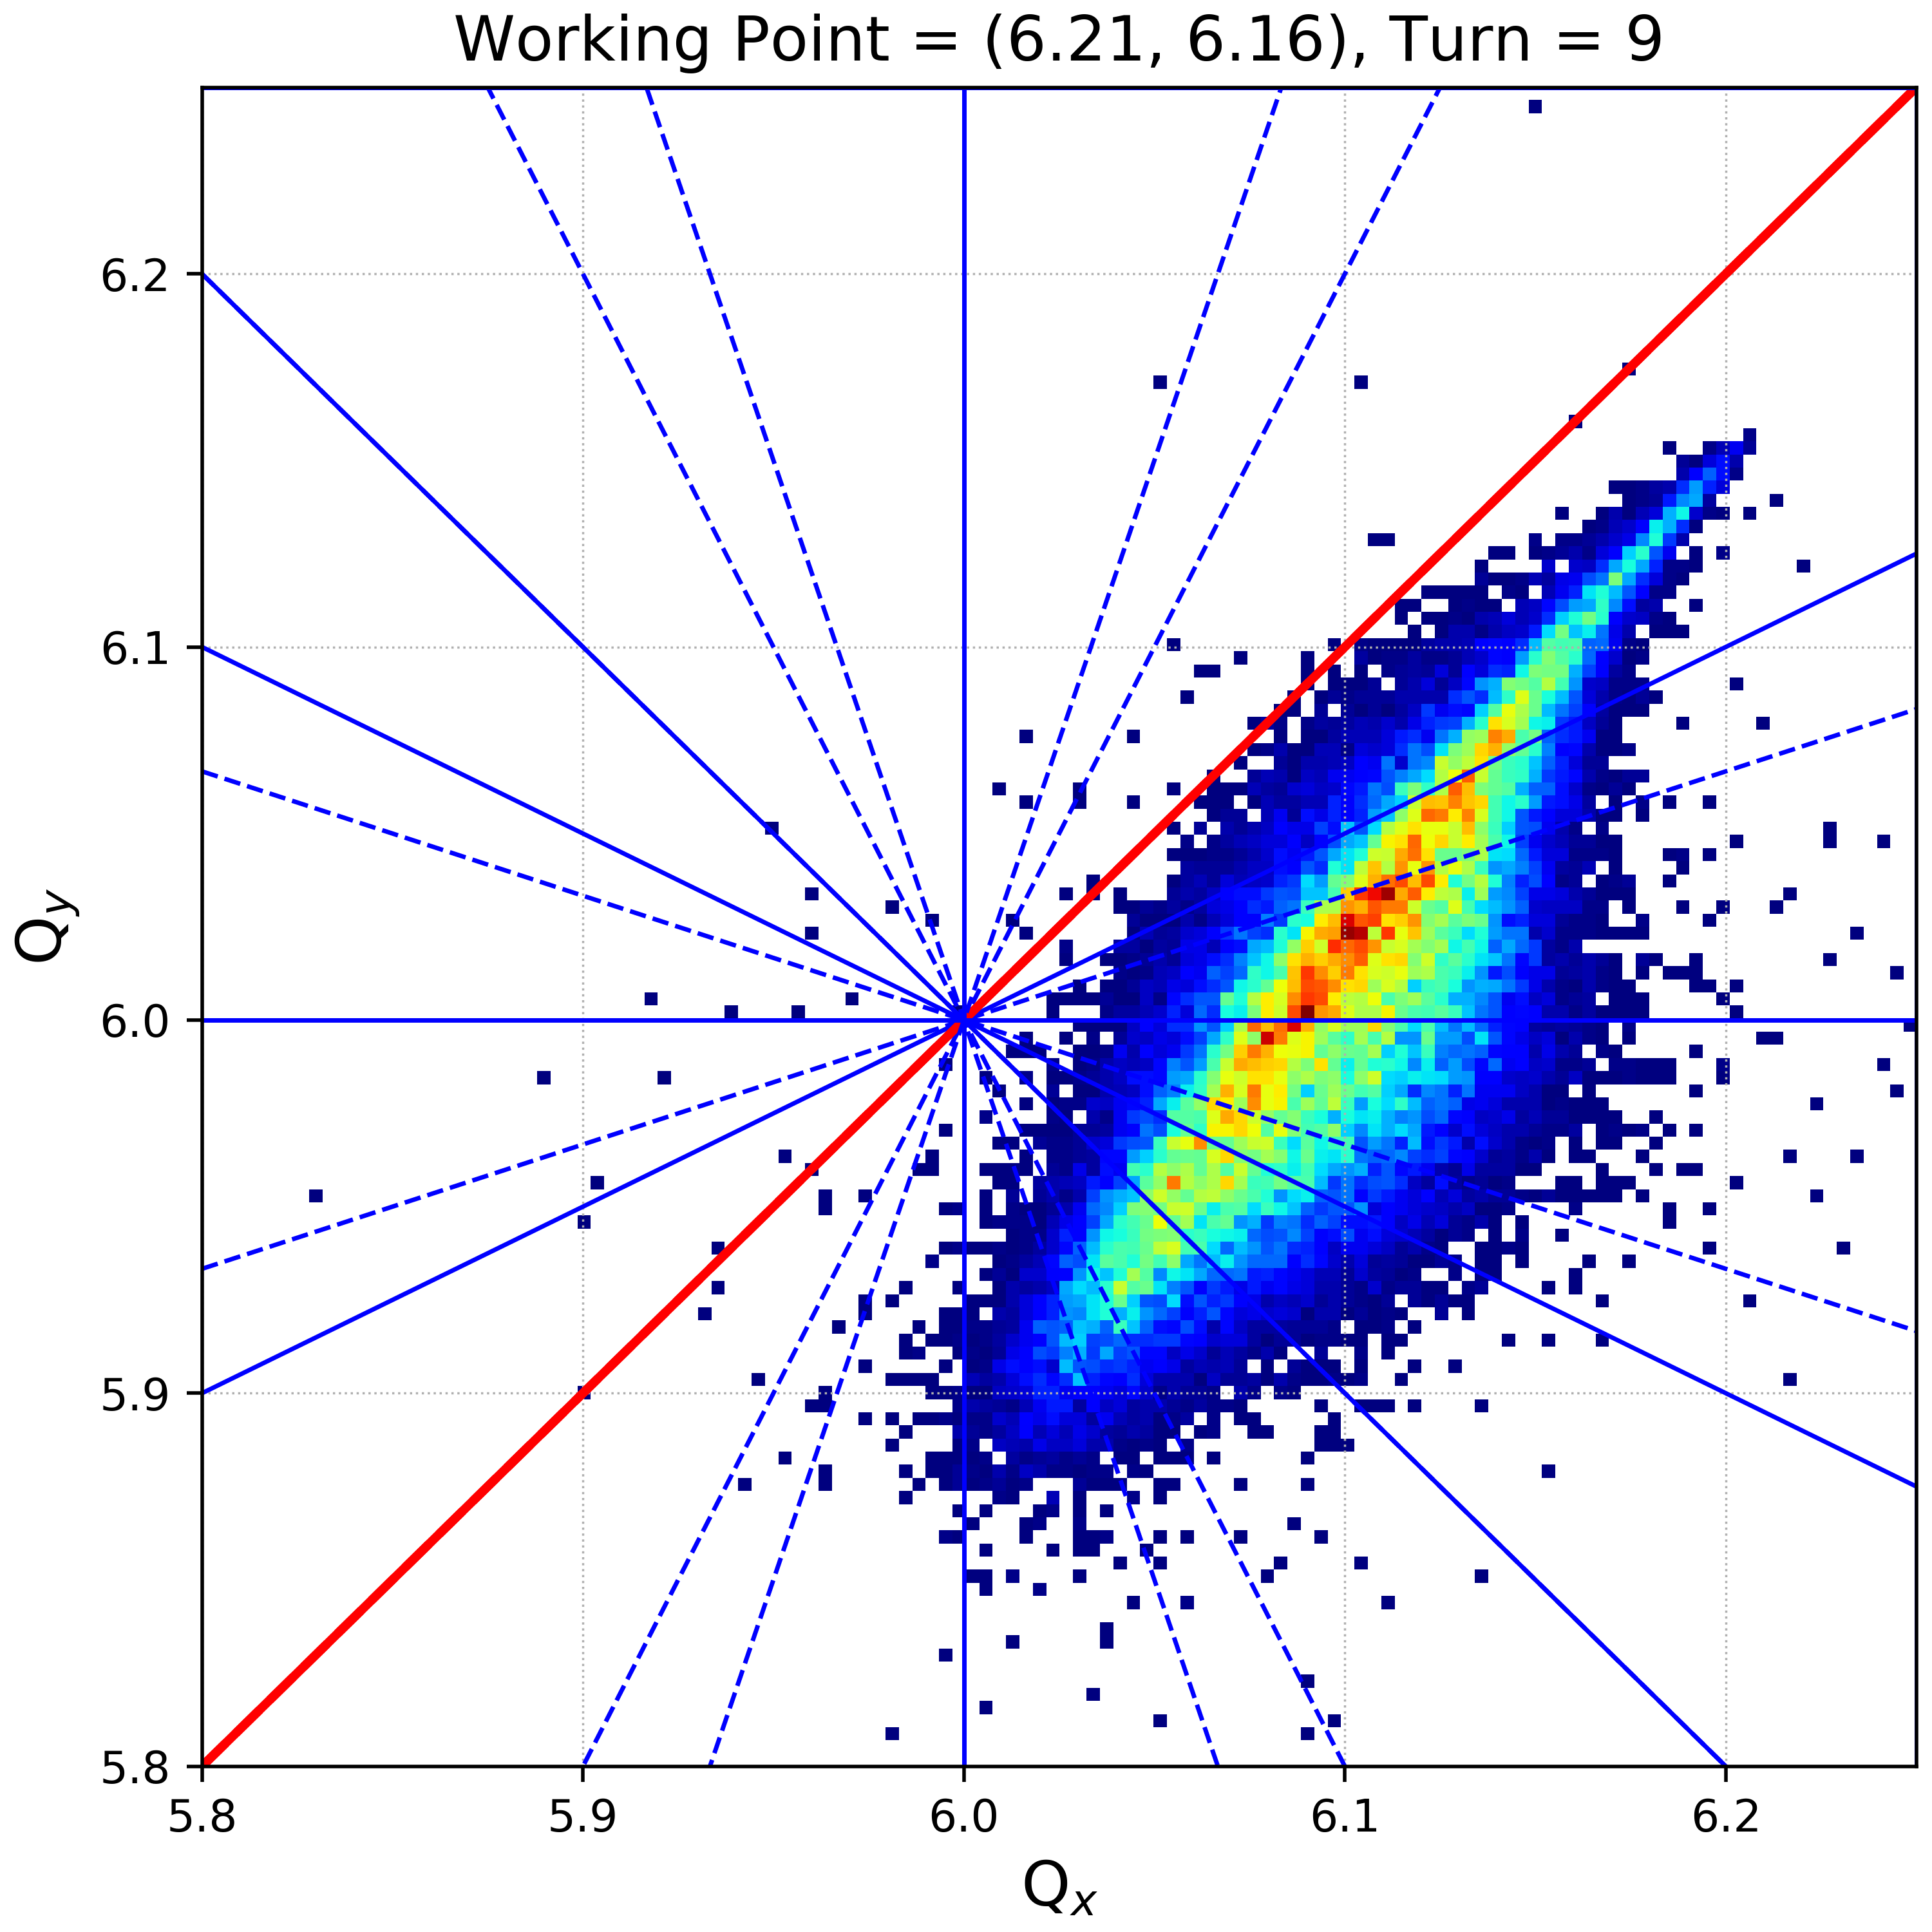 Working Point = (6.21, 6.16), Turn = 9
6.2
6.1
6.0
5.9
5.8
Qy
5.8 5.9 6.0 6.1 6.2
Qx